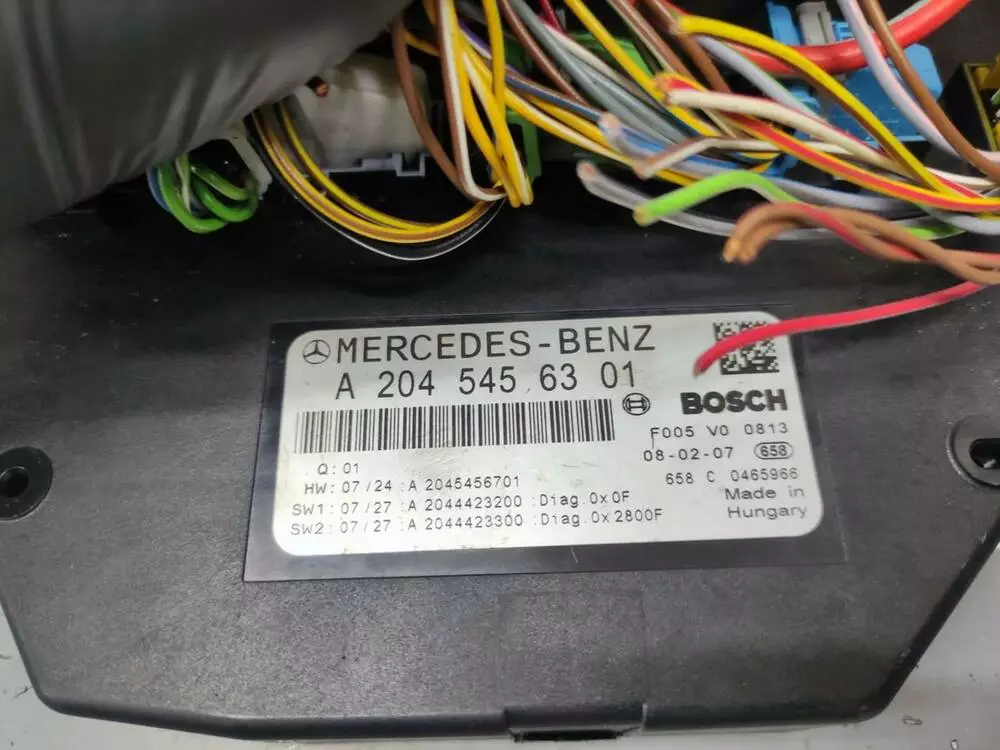 MERCEDES-BENZ
A 204 545 63 01
BOSCH
F005 V0 0813
08-02-07 658
658 C 0465966
Made in
Hungary
Q: 01
HW: 07/24 :A 2045456701
SW1: 07/27 :A 2044423200 :Diag.0x0F
SW2: 07/27 :A 2044423300 :Diag.0x2800F